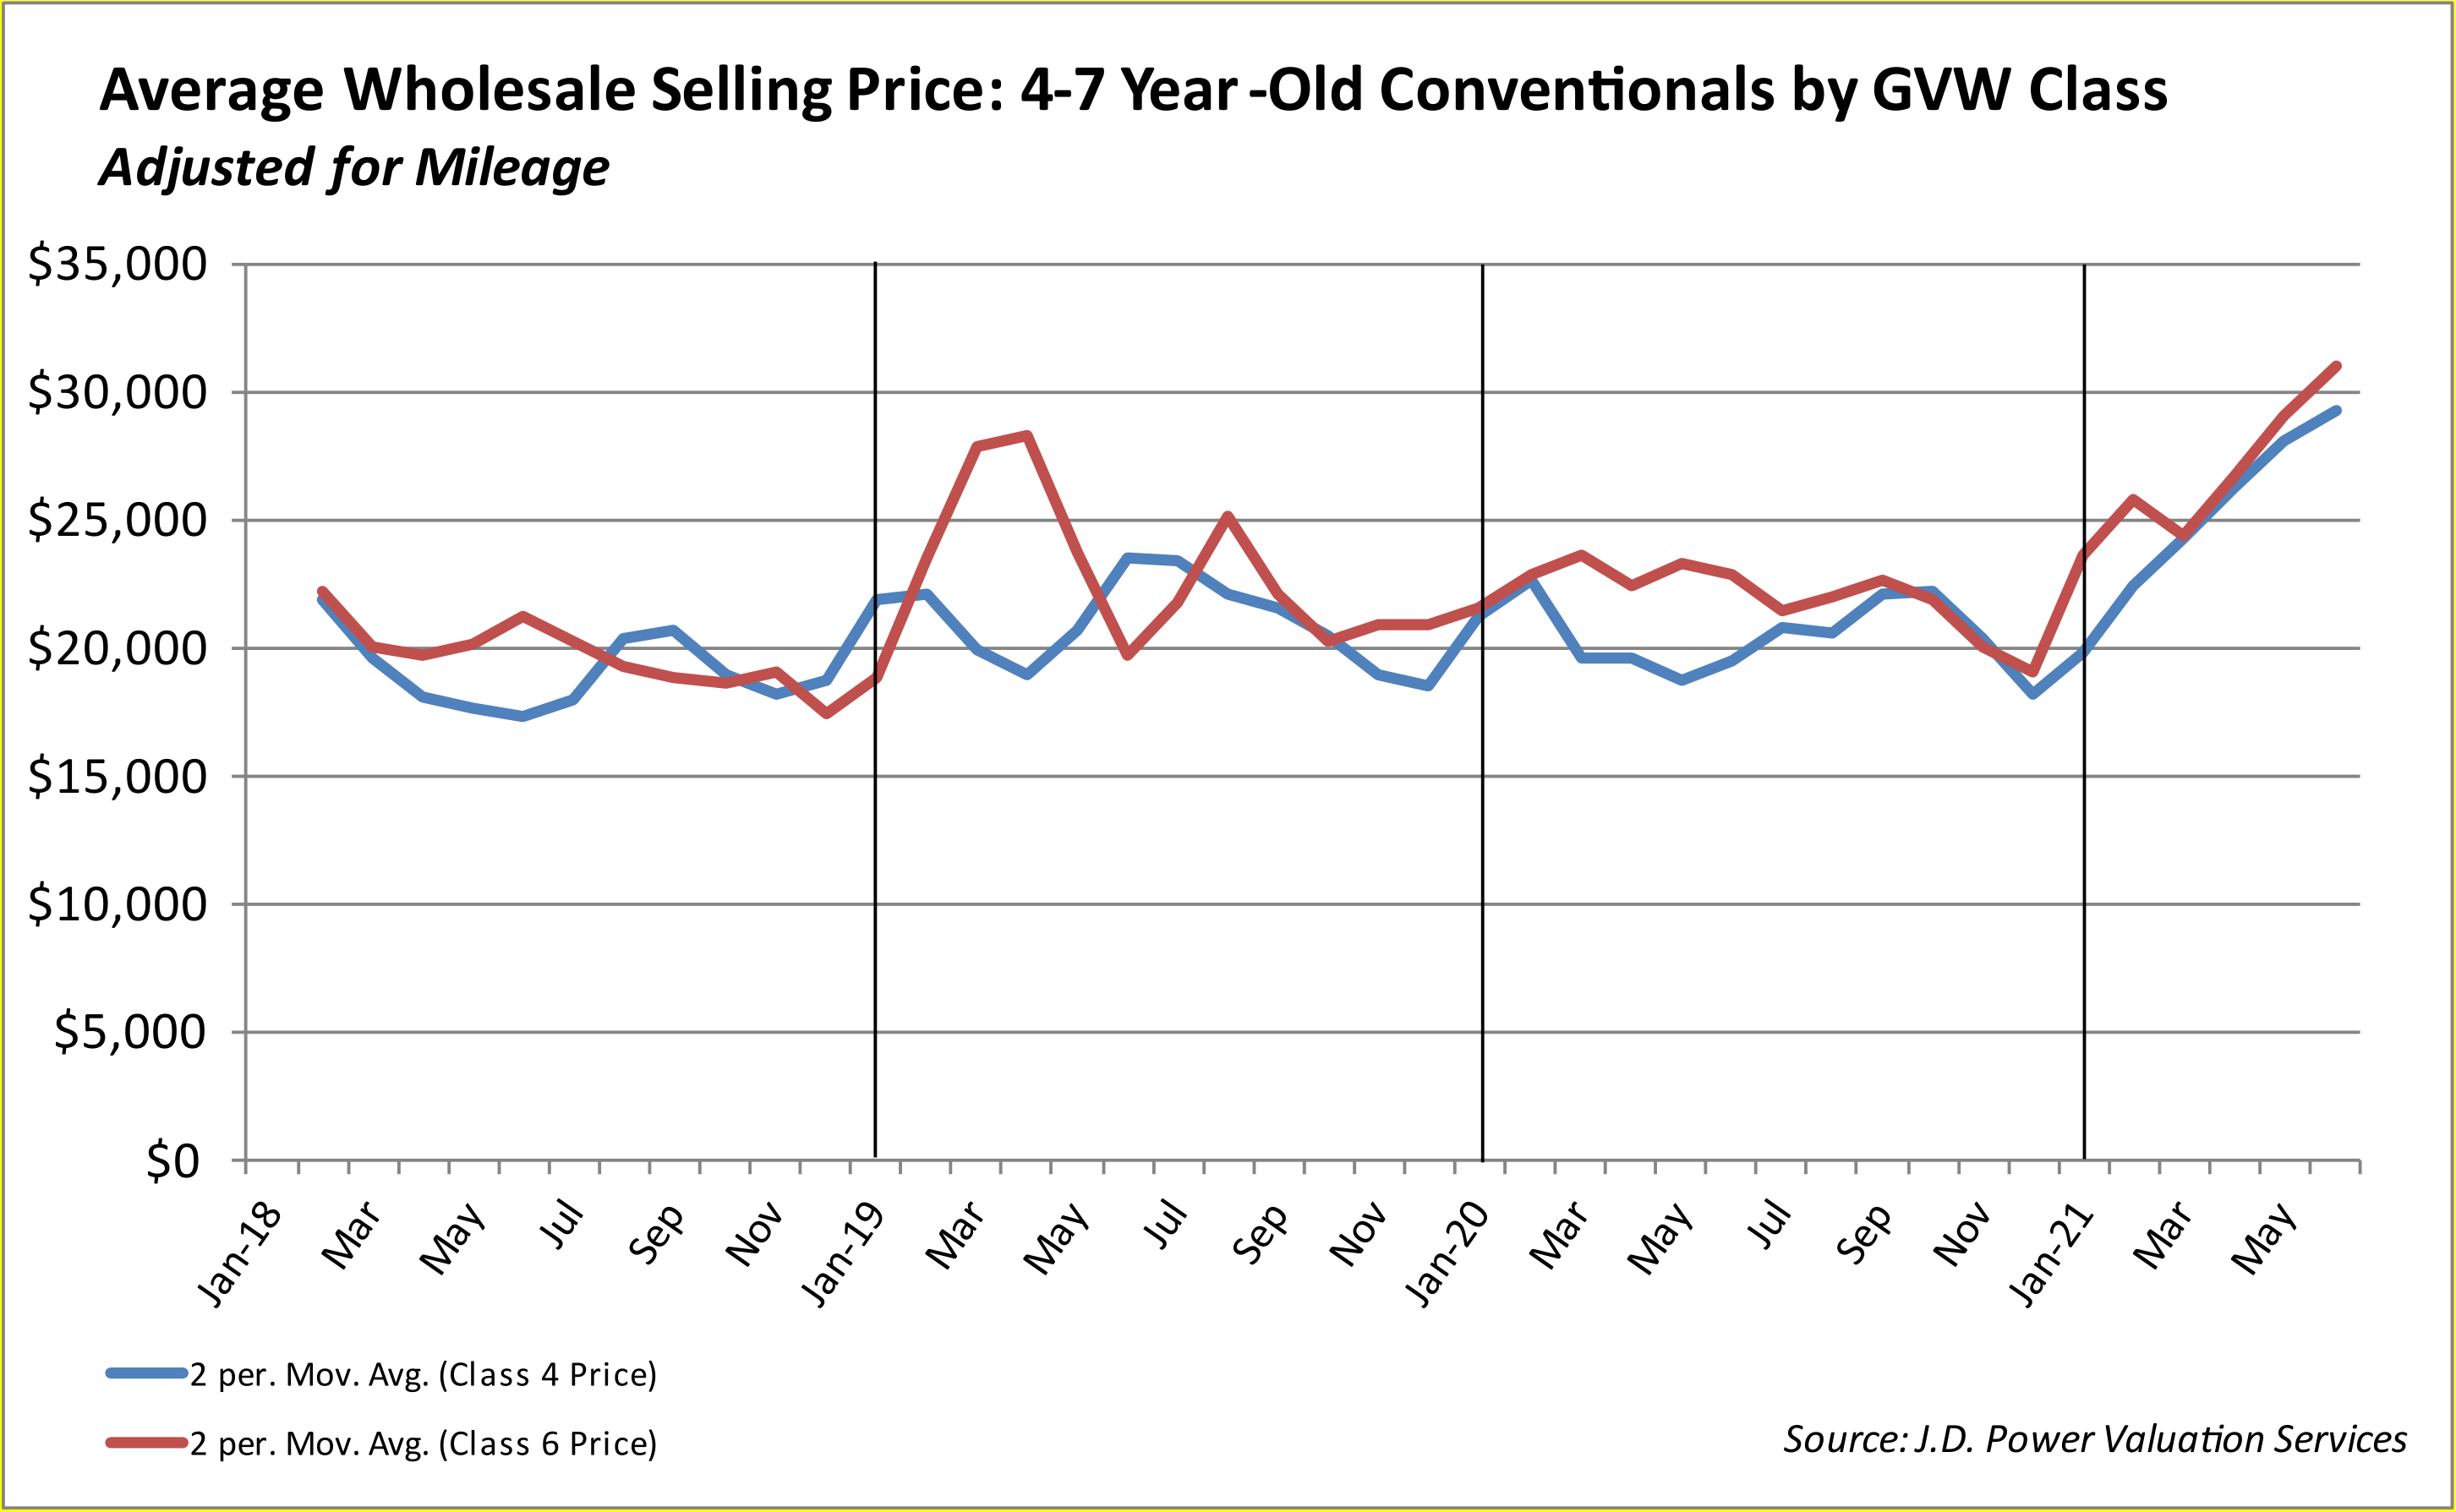 Average Wholesale Selling Price: 4-7 Year-Old Conventionals by GVW Class
Adjusted for Mileage
$35,000
$30,000
$25,000
$20,000
$15,000
$10,000
$5,000
$0
Jan-18 Mar May Jul Sep Nov Jan-19 Mar May Jul Sep Nov Jan-20 Mar May Jul Sep Nov Jan-21 Mar May
2 per. Mov. Avg. (Class 4 Price)
2 per. Mov. Avg. (Class 6 Price)
Source: J.D. Power Valuation Services